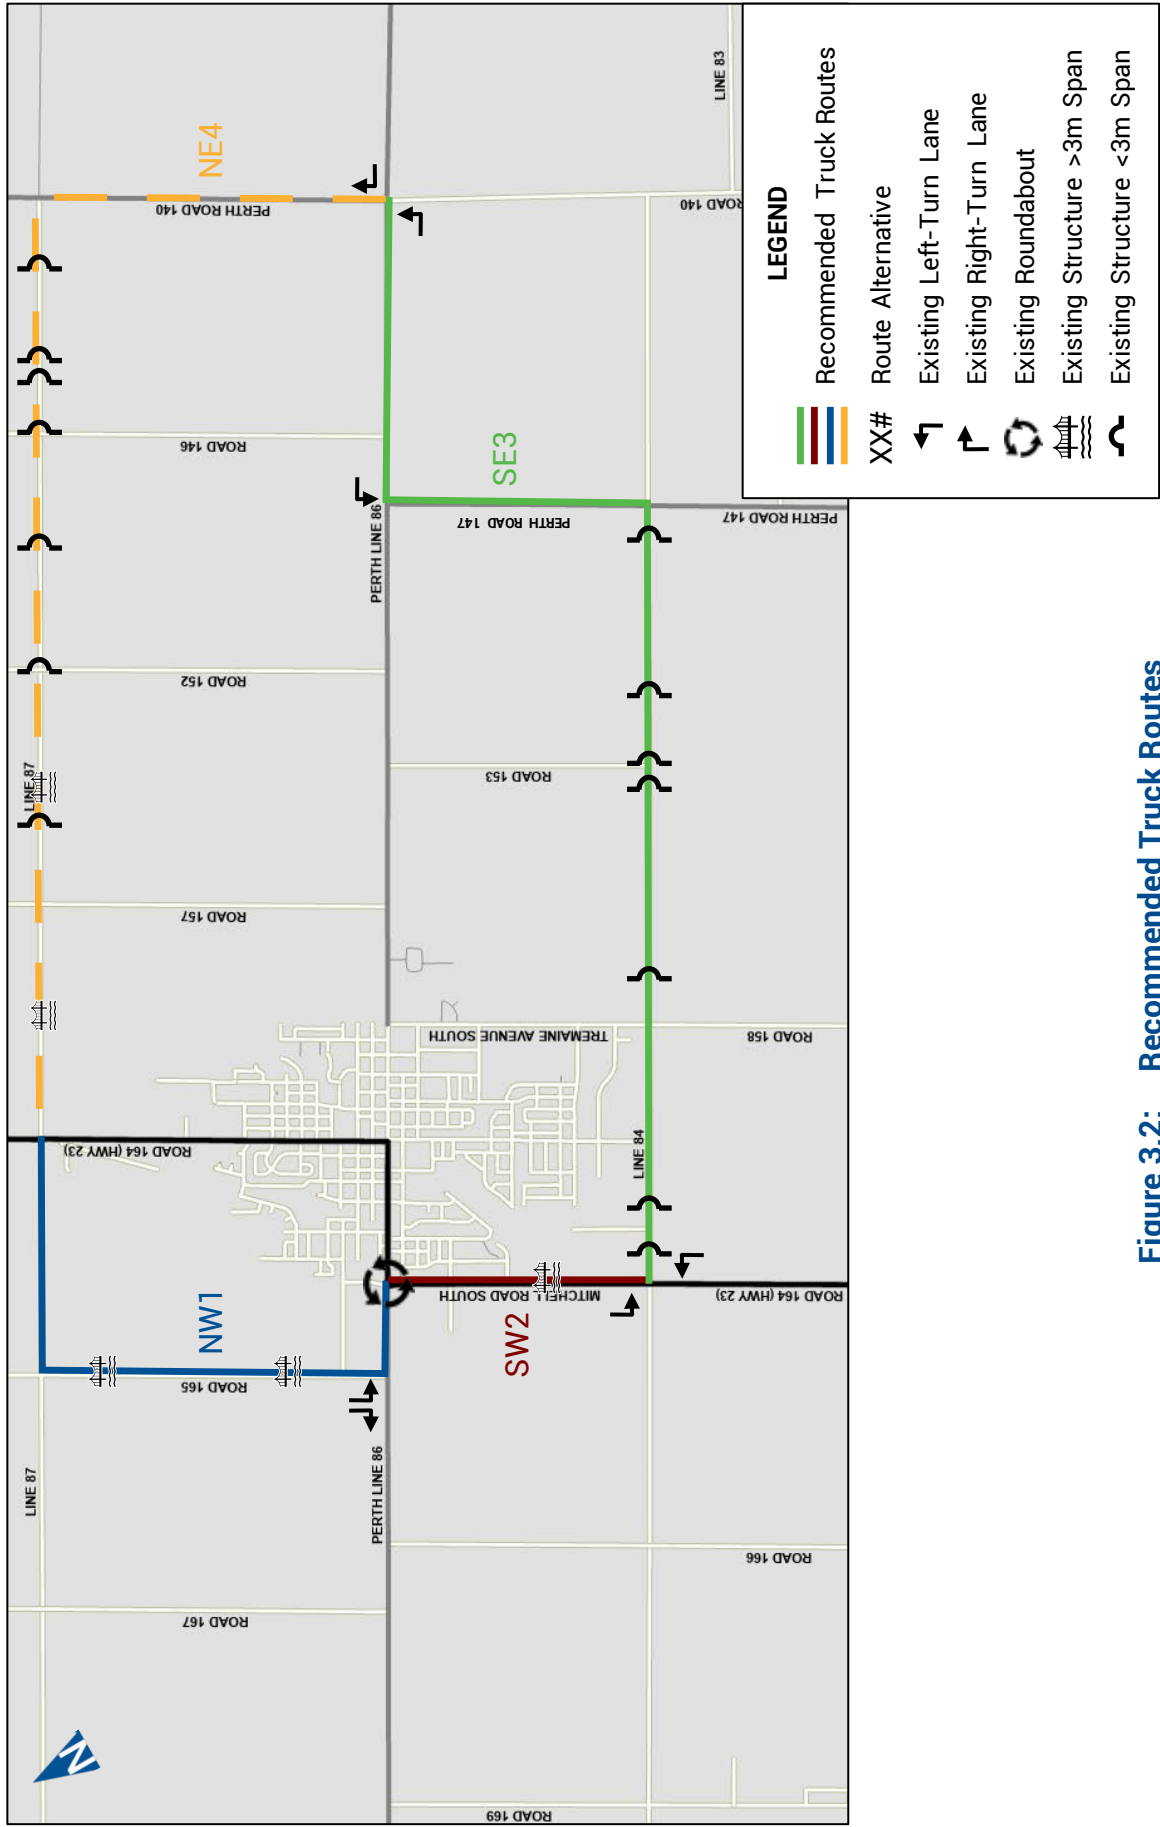 LINE 83
NE4
PERTH ROAD 140
ROAD 140
LEGEND
Recommended Truck Routes
XX#
Route Alternative
Existing Left-Turn Lane
Existing Right-Turn Lane
Existing Roundabout
Existing Structure >3m Span
Existing Structure <3m Span
ROAD 146
SE3
PERTH LINE 86
PERTH ROAD 147
PERTH ROAD 147
ROAD 152
LINE 87
ROAD 153
ROAD 157
TREMAINE AVENUE SOUTH
ROAD 158
ROAD 164 (HWY 23)
LINE 84
NW1
MITCHELL ROAD SOUTH
ROAD 164 (HWY 23)
SW2
ROAD 165
LINE 87
PERTH LINE 86
ROAD 166
ROAD 167
N
ROAD 169
Figure 3.2: Recommended Truck Routes